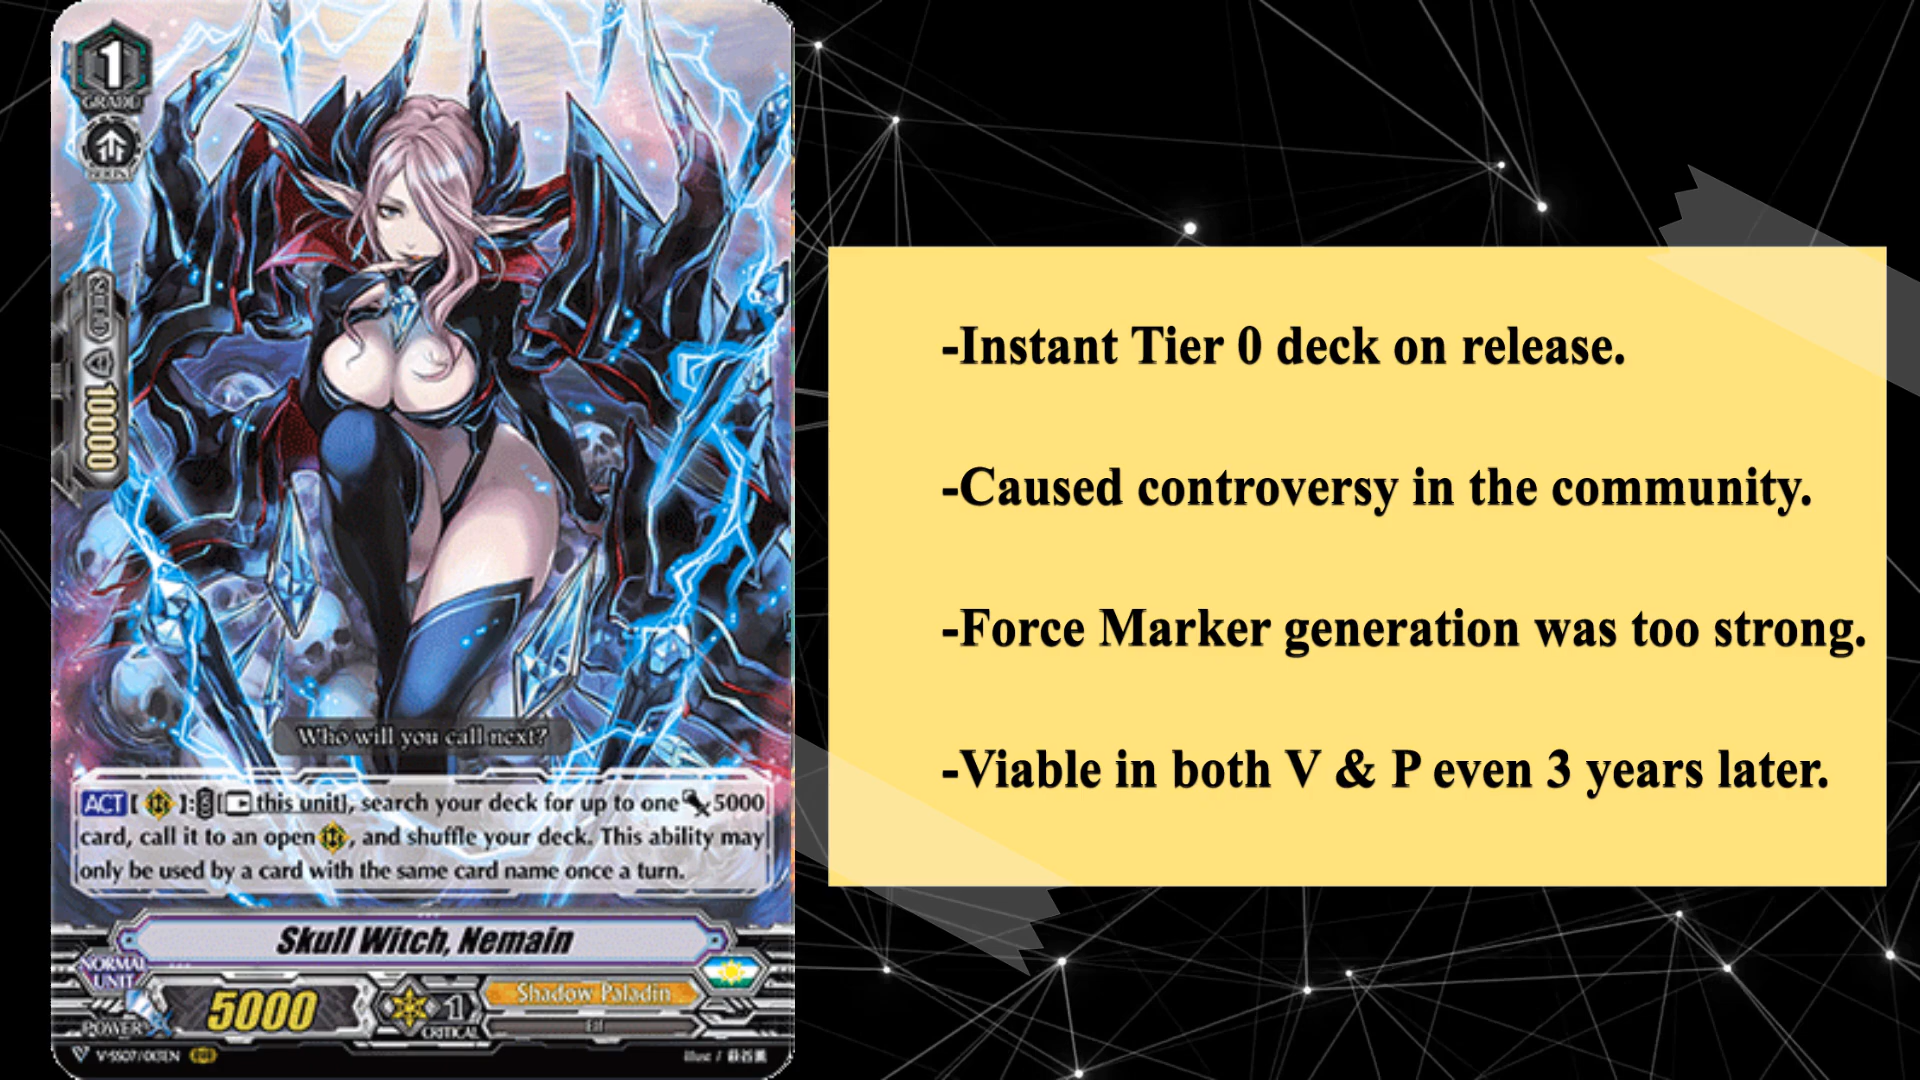 1
GRADE
BOOST
SHIELD
10000
Who will you call next?
ACT[ ]:[ this unit], search your deck for up to one 5000
card, call it to an open , and shuffle your deck. This ability may
only be used by a card with the same card name once a turn.
Skull Witch, Nemain
NORMAL
UNIT
POWER
5000
1
CRITICAL
Shadow Paladin
Elf
illust /
-Instant Tier 0 deck on release.
-Caused controversy in the community.
-Force Marker generation was too strong.
-Viable in both V & P even 3 years later.